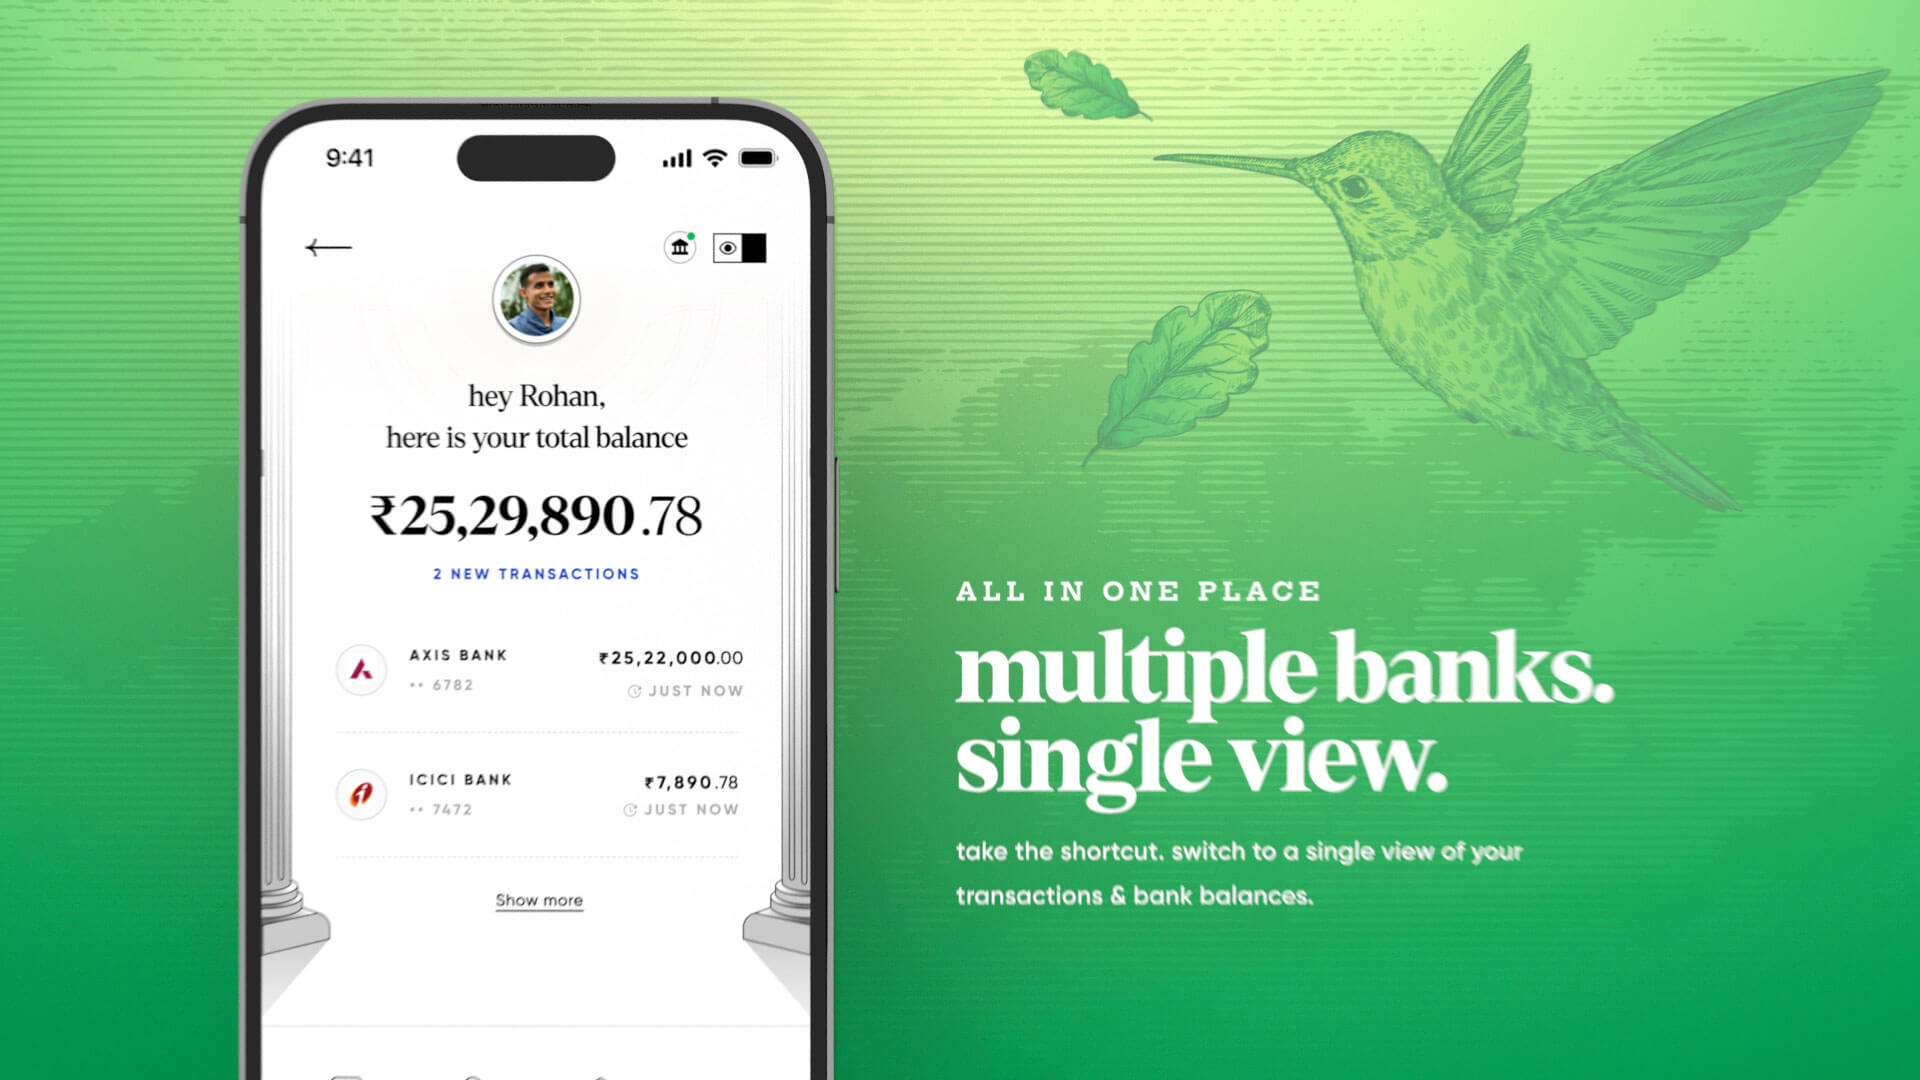 9:41
hey Rohan,
here is your total balance
₹25,29,890.78
2 NEW TRANSACTIONS
AXIS BANK
•• 6782
₹25,22,000.00
JUST NOW
ICICI BANK
•• 7472
₹7,890.78
JUST NOW
Show more
ALL IN ONE PLACE
multiple banks.
single view.
take the shortcut. switch to a single view of your
transactions & bank balances.